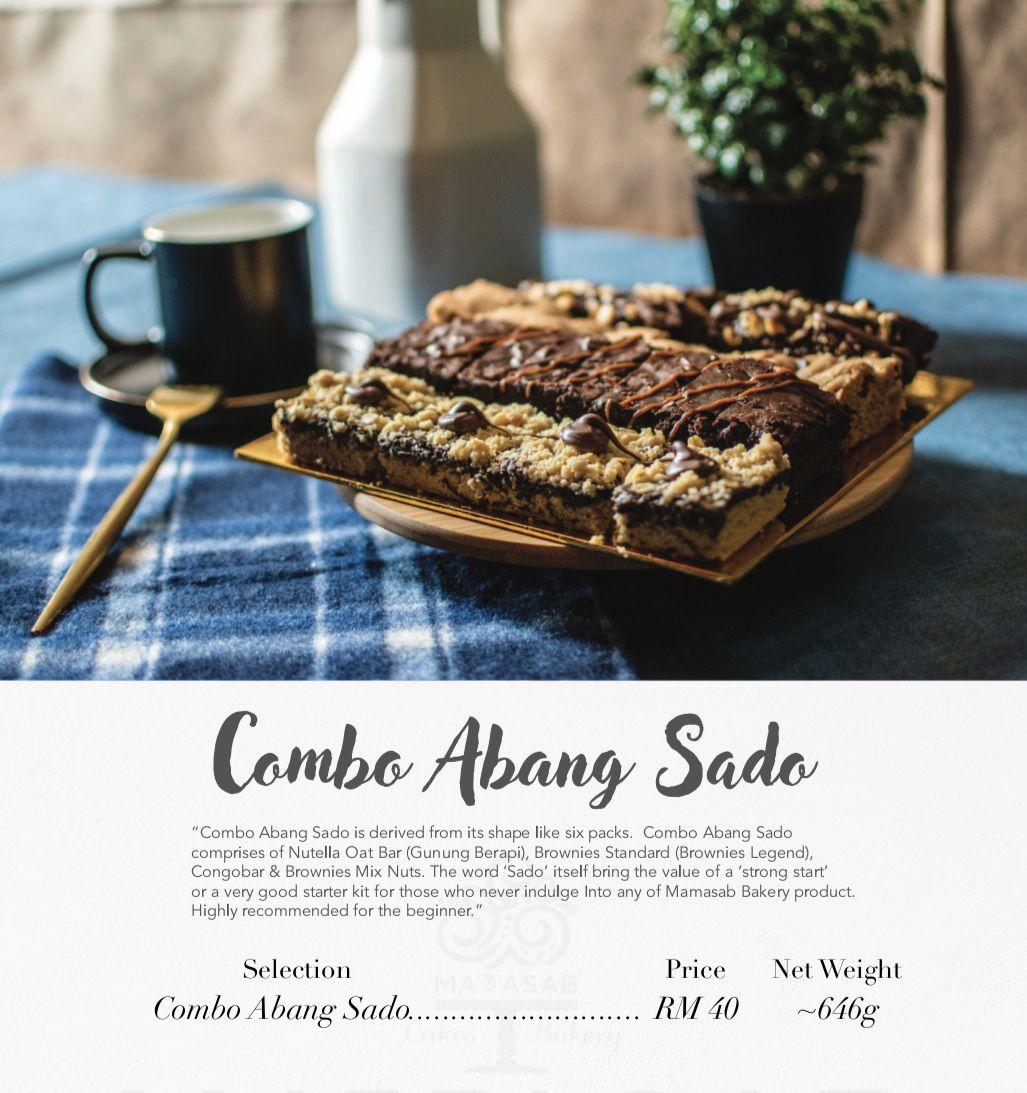 Combo Abang Sado
“Combo Abang Sado is derived from its shape like six packs. Combo Abang Sado
comprises of Nutella Oat Bar (Gunung Berapi), Brownies Standard (Brownies Legend),
Congobar & Brownies Mix Nuts. The word ‘Sado’ itself bring the value of a ‘strong start’
or a very good starter kit for those who never indulge Into any of Mamasab Bakery product.
Highly recommended for the beginner.”
MAMASAB
Selection Price Net Weight
Combo Abang Sado.......................... RM 40 ~646g
Cakes Bakery